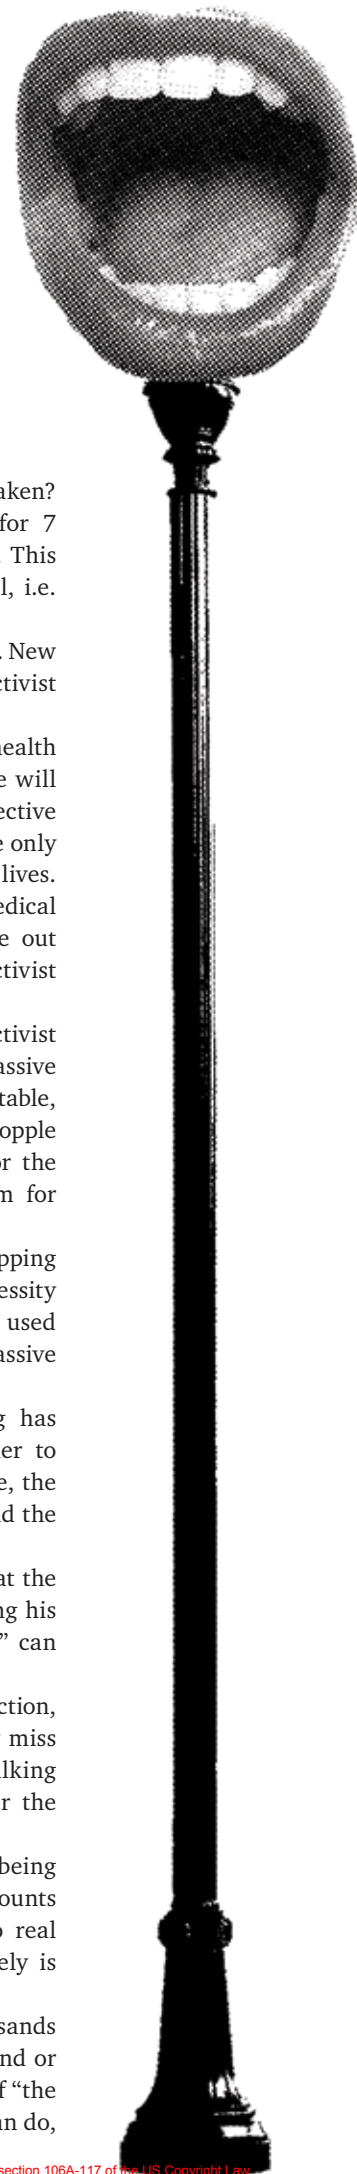 aken?
for 7
. This
l, i.e.
. New
ctivist
health
e will
ective
e only
lives.
edical
e out
ctivist
ctivist
assive
table,
opple
or the
m for
pping
essity
used
assive
g has
er to
e, the
d the
at the
ng his
” can
ction,
miss
lking
r the
being
ounts
o real
ely is
sands
nd or
f “the
an do,
section 106A-117 of the US Copyright Law